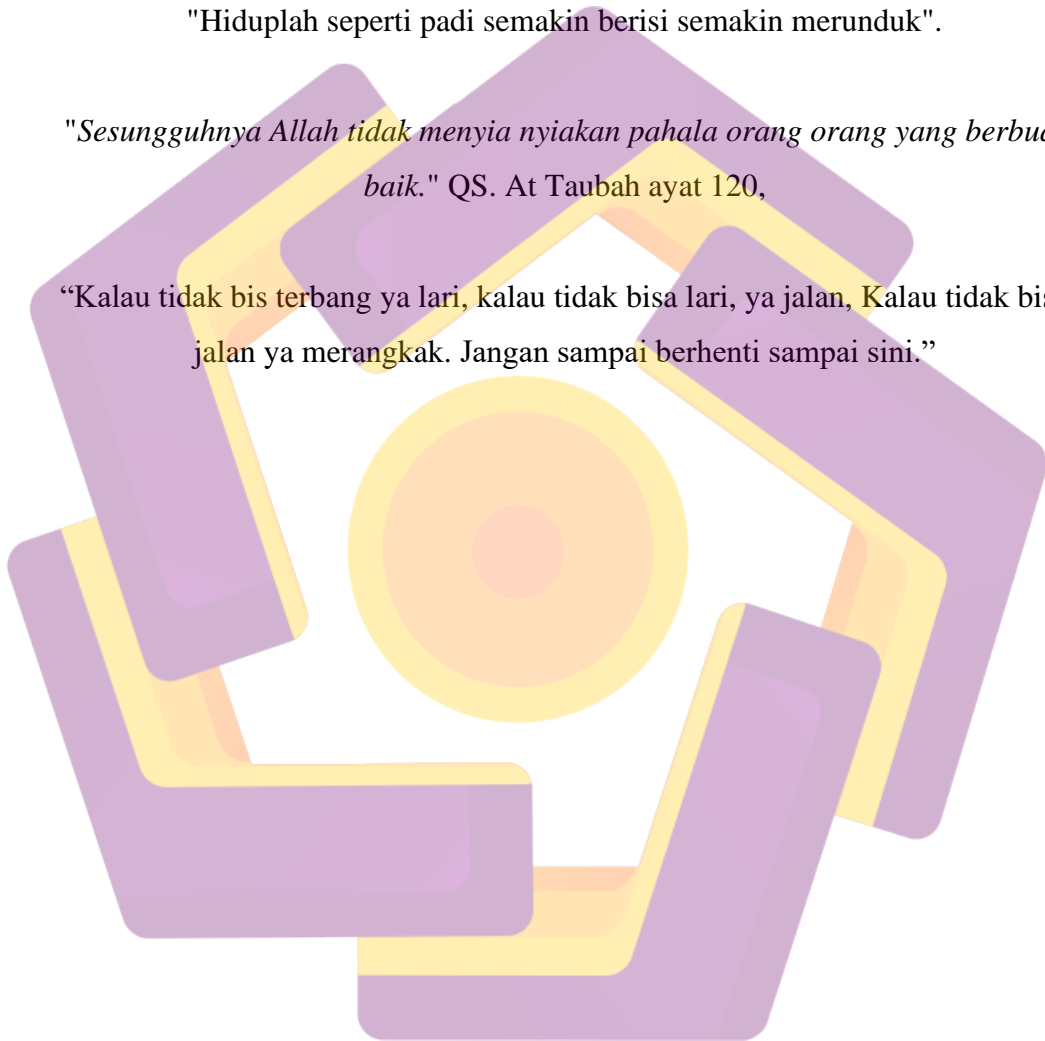 "Hiduplah seperti padi semakin berisi semakin merunduk".
"Sesungguhnya Allah tidak menyia nyiakan pahala orang orang yang berbua
baik." QS. At Taubah ayat 120,
“Kalau tidak bis terbang ya lari, kalau tidak bisa lari, ya jalan, Kalau tidak bis
jalan ya merangkak. Jangan sampai berhenti sampai sini.”